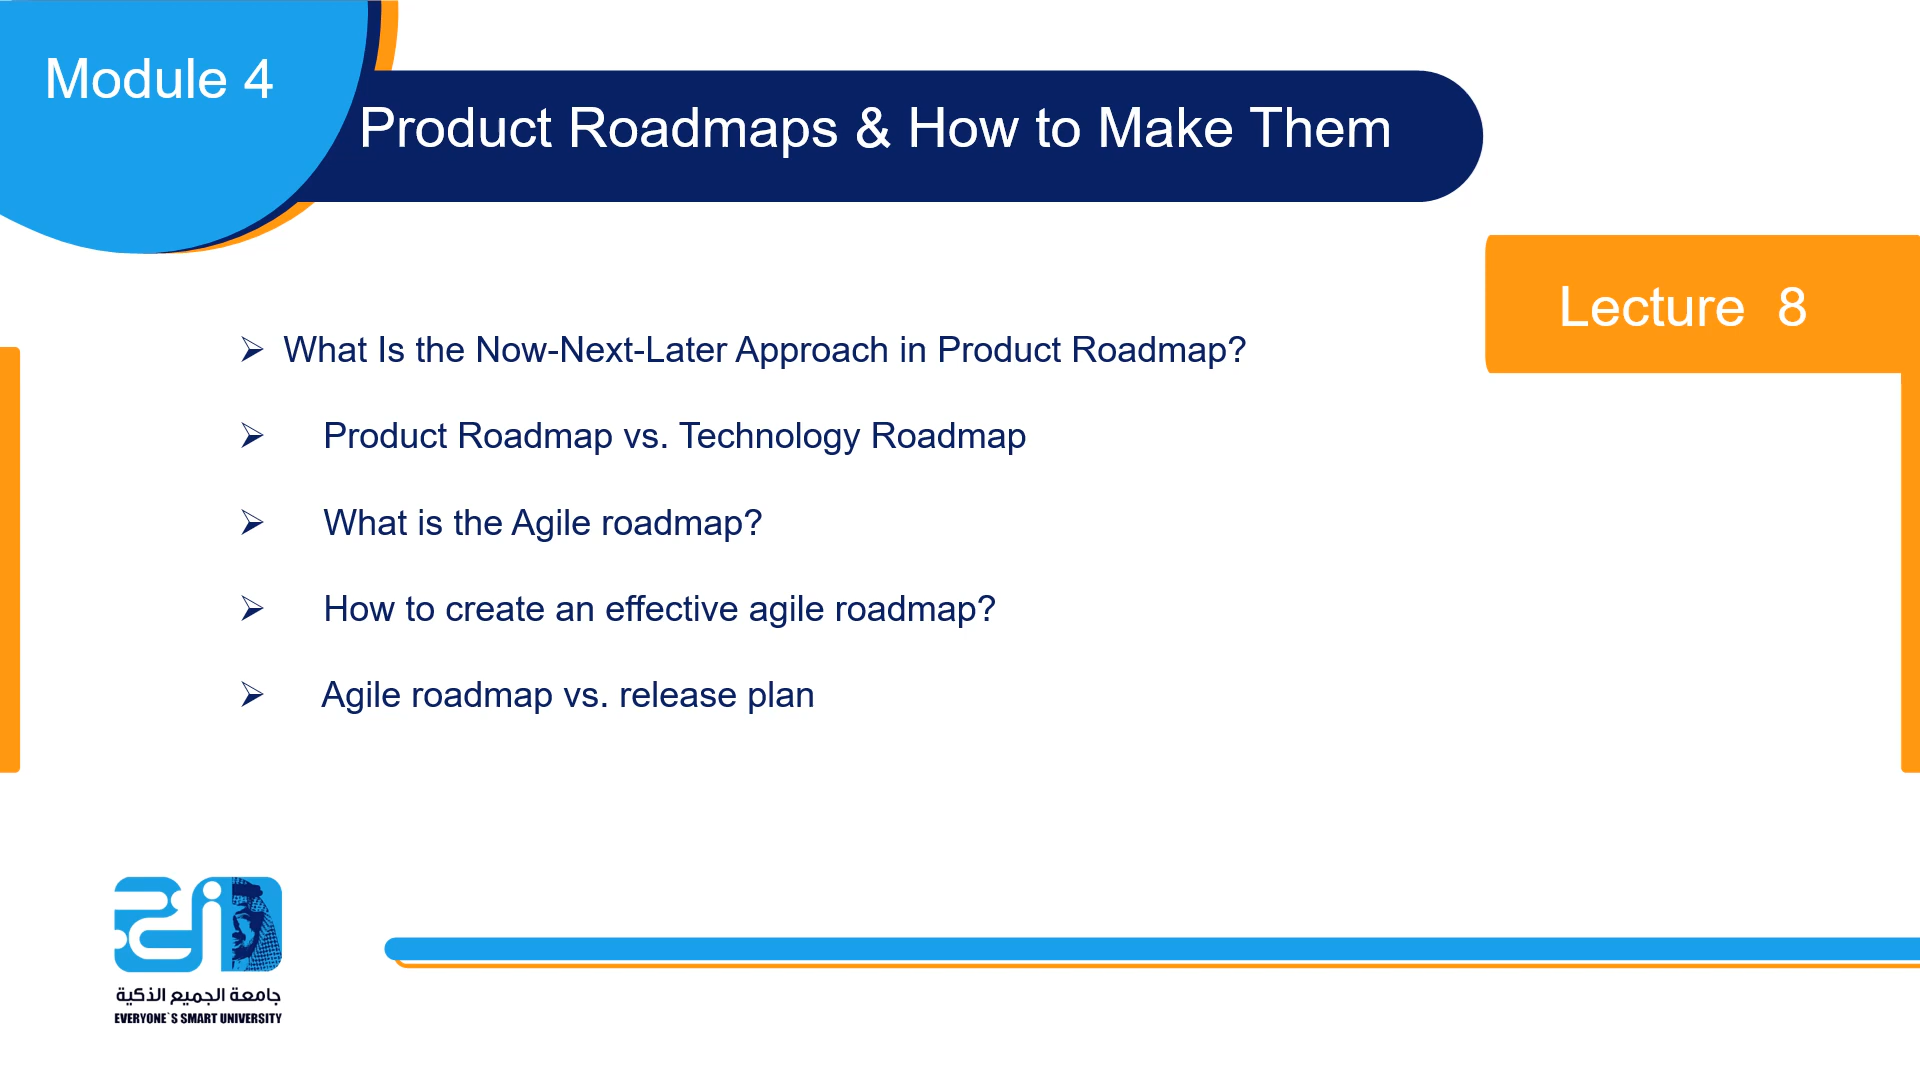 Module 4
Product Roadmaps & How to Make Them
Lecture 8
➢ What Is the Now-Next-Later Approach in Product Roadmap?
➢ Product Roadmap vs. Technology Roadmap
➢ What is the Agile roadmap?
➢ How to create an effective agile roadmap?
➢ Agile roadmap vs. release plan
جامعة الجميع الذكية
EVERYONE`S SMART UNIVERSITY